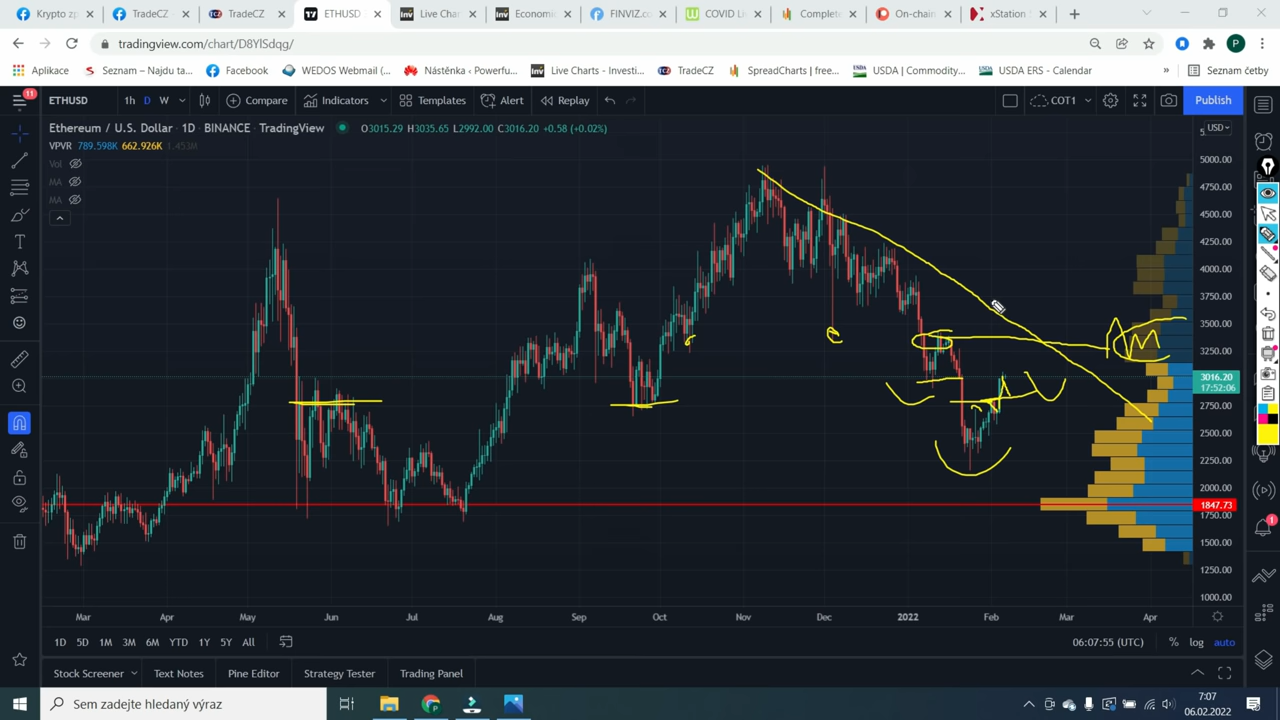 Krypto zp
TradeCZ
TradeCZ
ETHUSD
Live Char
Economic
FINVIZ.co
COVID Li
Complete
On-chain
xStation
tradingview.com/chart/D8YlSdqg/
Aplikace
Seznam – Najdu ta...
Facebook
WEDOS Webmail (...
Nástěnka ‹ Powerfu...
Live Charts - Investi...
TradeCZ
SpreadCharts | free...
USDA | Commodity...
USDA ERS - Calendar
»
Seznam četby
11
ETHUSD
1h D W
Compare
Indicators
Templates
Alert
Replay
COT1
Publish
Ethereum / U.S. Dollar · 1D · BINANCE · TradingView
O3015.29 H3035.65 L2992.00 C3016.20 +0.58 (+0.02%)
USD
VPVR 789.598K 662.926K 1.453M
Vol
MA
MA
5000.00
4750.00
4500.00
4250.00
4000.00
3750.00
3500.00
3250.00
3016.20
17:52:06
2750.00
2500.00
2250.00
2000.00
1847.73
1750.00
1500.00
1250.00
1000.00
Mar Apr May Jun Jul Aug Sep Oct Nov Dec 2022 Feb Mar Apr
1D 5D 1M 3M 6M YTD 1Y 5Y All
06:07:55 (UTC) % log auto
Stock Screener Text Notes Pine Editor Strategy Tester Trading Panel
Sem zadejte hledaný výraz
7:07
06.02.2022